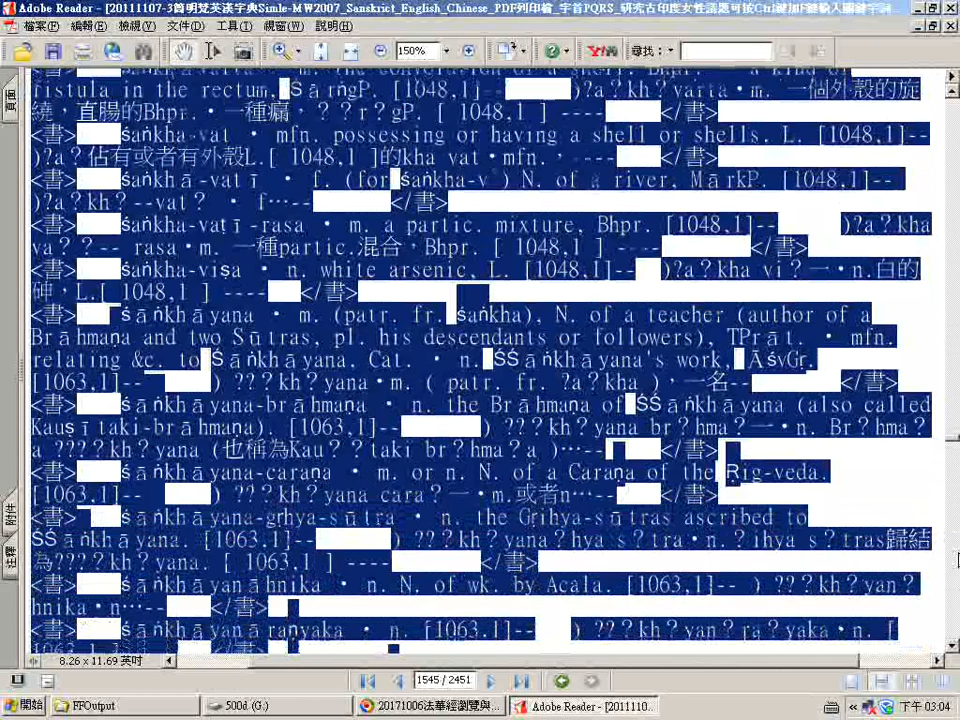 Adobe Reader - [20111107-3簡明梵英漢字典Simle-MW2007_Sanskrict_English_Chinese_PDF列印檔_字首PQRS_研究古印度女性議題可按Ctrl鍵加F鍵輸入關鍵字詞
檔案(F) 編輯(E) 檢視(V) 文件(D) 工具(T) 視窗(W) 說明(H)
150% 尋找：
頁面
附件
注釋
fistula in the rectum, ŚārṅgP. [1048,1]-- )?a?kh?varta•m. 一個外殼的旋
繞，直腸的Bhpr.‧一種瘺，??r?gP. [ 1048,1 ] ---- </書>
<書> śaṅkha-vat • mfn. possessing or having a shell or shells. L. [1048,1]--
)?a？佔有或者有外殼L.[ 1048,1 ]的kha vat•mfn.，---- </書>
<書> śaṅkhā-vatī • f. (for śaṅkha-v ) N. of a river, MārkP. [1048,1]--
)?a?kh？--vat？ • f…-- </書>
<書> śaṅkha-vaṭī-rasa • m. a partic. mixture, Bhpr. [1048,1]-- )?a?kha
va？？-- rasa•m. 一種partic.混合，Bhpr. [ 1048,1 ] ---- </書>
<書> śaṅkha-viṣa • n. white arsenic, L. [1048,1]-- )?a？kha vi？一•n.白的
砷，L.[ 1048,1 ] ---- </書>
<書> śāṅkhāyana • m. (patr. fr. śaṅkha), N. of a teacher (author of a
Brāhmaṇa and two Sūtras, pl. his descendants or followers), TPrāt. • mfn.
relating &c. to Śāṅkhāyana, Cat. • n. ŚŚāṅkhāyana's work, ĀśvGṛ.
[1063,1]-- ) ???kh？yana•m. ( patr. fr. ?a？kha )，一名-- </書>
<書> śāṅkhāyana-brāhmaṇa • n. the Brāhmaṇa of ŚŚāṅkhāyana (also called
Kauṣītaki-brāhmaṇa). [1063,1]-- ) ???kh？yana br？hma？一•n. Br？hma？
a ????kh？yana (也稱為Kau？？taki br？hma？a )…-- </書>
<書> śāṅkhāyana-caraṇa • m. or n. N. of a Caraṇa of the Ṛig-veda.
[1063,1]-- ) ???kh？yana cara？一•m.或者n…-- </書>
<書> śāṅkhāyana-gṛhya-sūtra • n. the Gṛihya-sūtras ascribed to
ŚŚāṅkhāyana. [1063,1]-- ) ???kh？yana？hya s？tra•n.？ihya s？tras歸結
為????kh？yana. [ 1063,1 ] ---- </書>
<書> śāṅkhāyanāhnika • n. N. of wk. by Acala. [1063,1]-- ) ???kh？yan？
hnika•n…-- </書>
<書> śāṅkhāyanāraṇyaka • n. [1063,1]-- ) ???kh？yan？ra？yaka•n. [
8.26 x 11.69 英吋
1545 / 2451
開始 FFOutput 500d (G:) 20171006法華經瀏覽與... Adobe Reader - [2011110... 下午 03:04